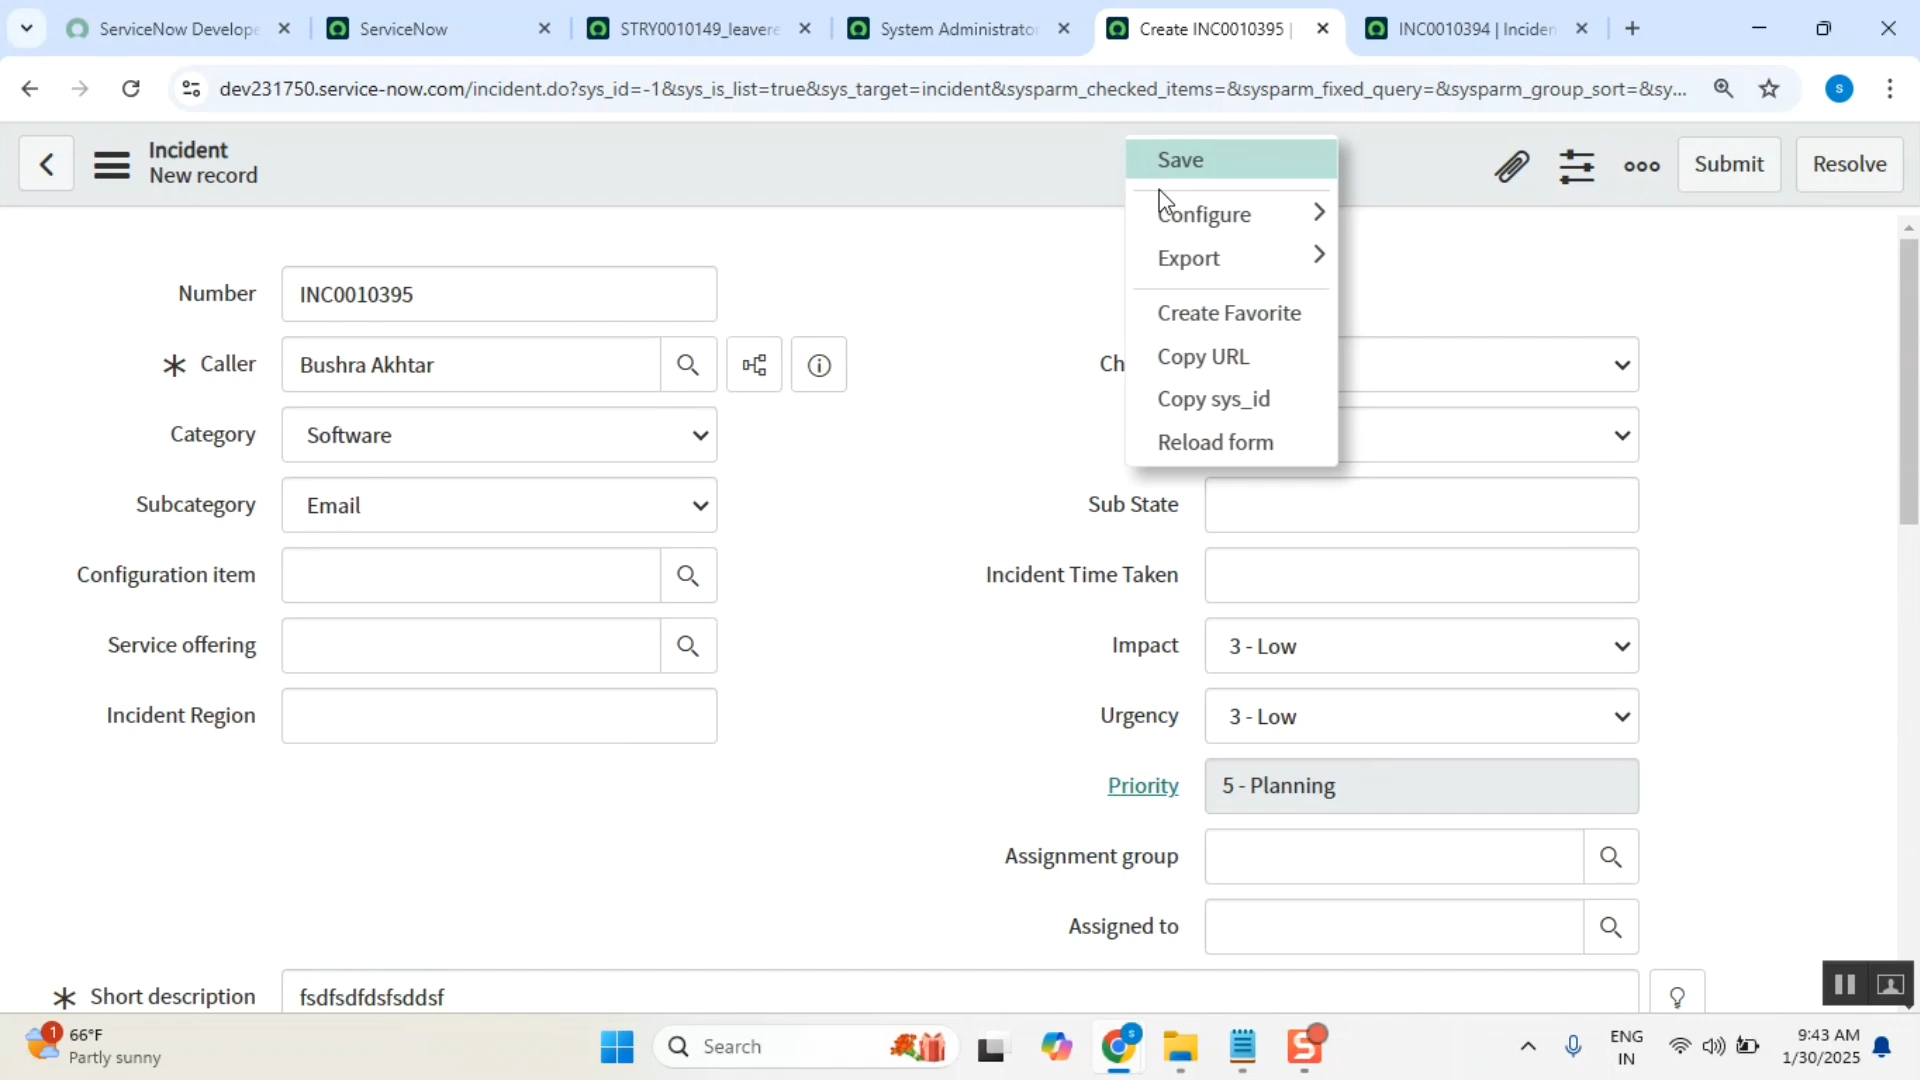 ServiceNow Develope
ServiceNow
STRY0010149_leavere
System Administrator
Create INC0010395 |
INC0010394 | Inciden
dev231750.service-now.com/incident.do?sys_id=-1&sys_is_list=true&sys_target=incident&sysparm_checked_items=&sysparm_fixed_query=&sysparm_group_sort=&sy...
s
Incident
New record
Submit
Resolve
Save
Configure
Export
Create Favorite
Copy URL
Copy sys_id
Reload form
Number
INC0010395
Caller
Bushra Akhtar
Ch
Category
Software
Subcategory
Email
Sub State
Configuration item
Incident Time Taken
Service offering
Impact
3 - Low
Incident Region
Urgency
3 - Low
Priority
5 - Planning
Assignment group
Assigned to
Short description
fsdfsdfdsfsddsf
1
66°F
Partly sunny
Search
s
S
ENG
IN
9:43 AM
1/30/2025